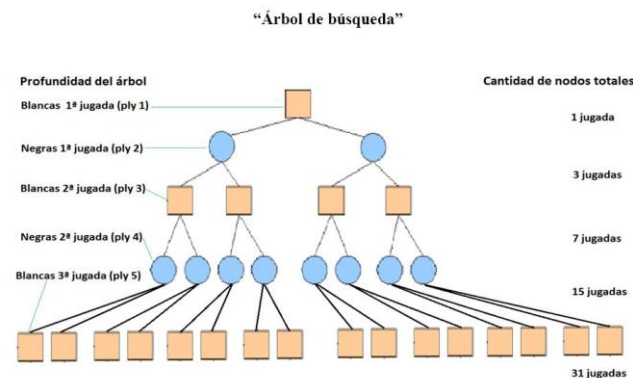 “Árbol de búsqueda”
Profundidad del árbol
Cantidad de nodos totales
Blancas 1ª jugada (ply 1)
1 jugada
Negras 1ª jugada (ply 2)
3 jugadas
Blancas 2ª jugada (ply 3)
7 jugadas
Negras 2ª jugada (ply 4)
15 jugadas
Blancas 3ª jugada (ply 5)
31 jugadas